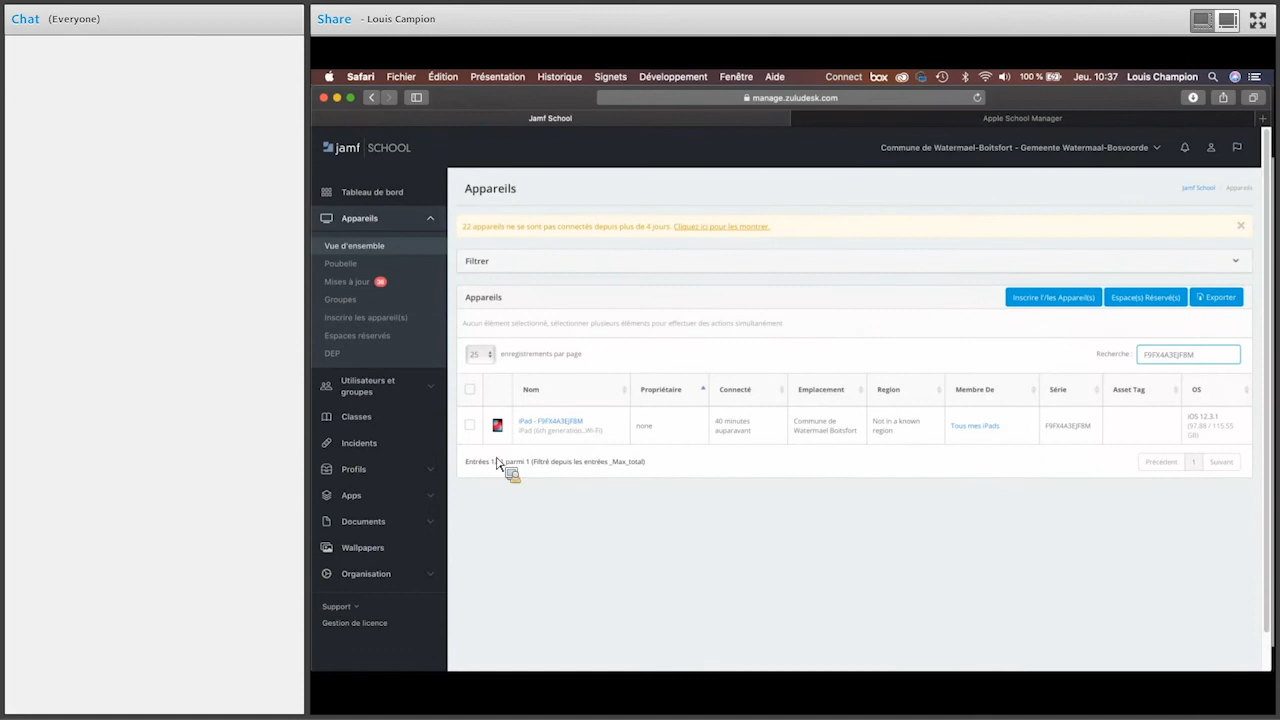 Chat (Everyone)
Share - Louis Campion
Safari Fichier Édition Présentation Historique Signets Développement Fenêtre Aide Connect box 100 % Jeu. 10:37 Louis Champion
manage.zuludesk.com
Jamf School Apple School Manager
jamf SCHOOL
Commune de Watermael-Boitsfort - Gemeente Watermaal-Bosvoorde
Tableau de bord
Appareils
Vue d'ensemble
Poubelle
Mises à jour 36
Groupes
Inscrire les appareil(s)
Espaces réservés
DEP
Utilisateurs et
groupes
Classes
Incidents
Profils
Apps
Documents
Wallpapers
Organisation
Support
Gestion de licence
Appareils
Jamf School Appareils
22 appareils ne se sont pas connectés depuis plus de 4 jours. Cliquez ici pour les montrer.
Filtrer
Appareils
Inscrire l'/les Appareil(s) Espace(s) Réservé(s) Exporter
Aucun élément sélectionné, sélectionner plusieurs éléments pour effectuer des actions simultanément
25 enregistrements par page
Recherche : F9FX4A3EJF8M
Nom Propriétaire Connecté Emplacement Region Membre De Série Asset Tag OS
iPad - F9FX4A3EJF8M
iPad (6th generation, Wi-Fi)
none
40 minutes
auparavant
Commune de
Watermael Boitsfort
Not in a known
region
Tous mes iPads
F9FX4A3EJF8M
iOS 12.3.1
(97.88 / 115.55
GB)
Entrées parmi 1 (Filtré depuis les entrées _Max_total)
Précédent 1 Suivant